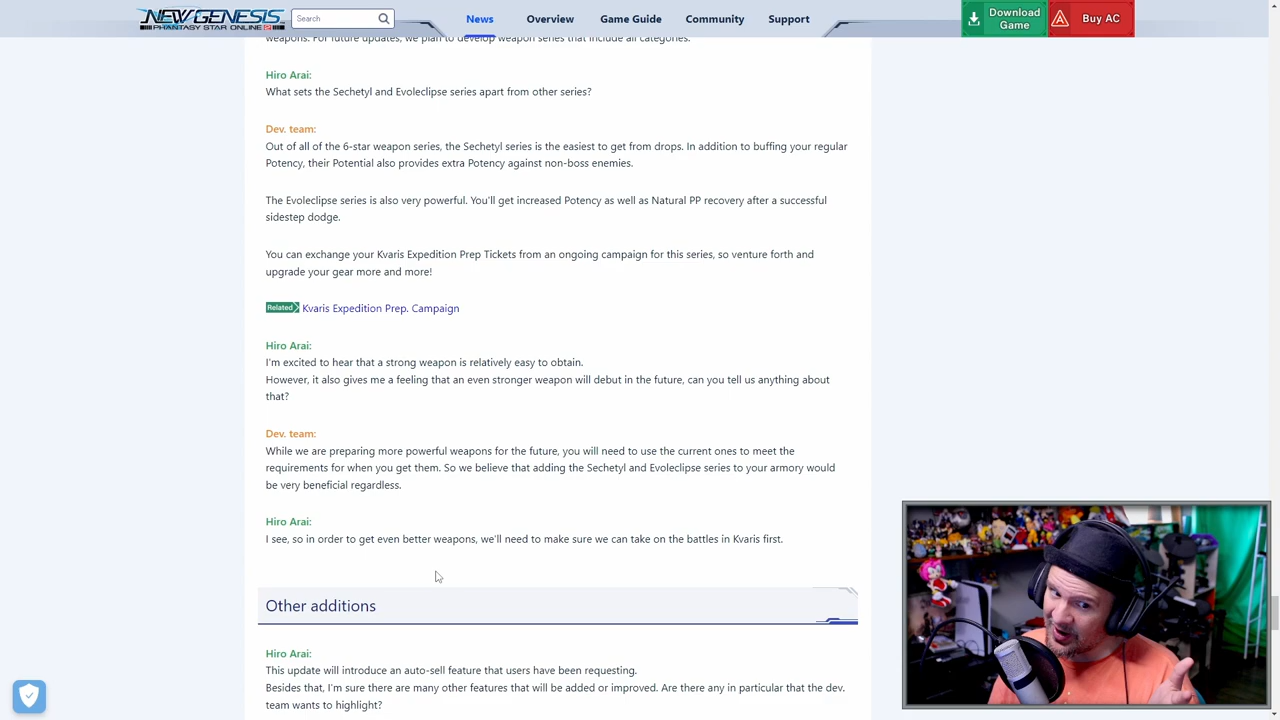 NEW GENESIS
PHANTASY STAR ONLINE 2
Search
News
Overview
Game Guide
Community
Support
Download
Game
Buy AC
weapons. For future updates, we plan to develop weapon series that include all categories.
Hiro Arai:
What sets the Sechetyl and Evoleclipse series apart from other series?
Dev. team:
Out of all of the 6-star weapon series, the Sechetyl series is the easiest to get from drops. In addition to buffing your regular
Potency, their Potential also provides extra Potency against non-boss enemies.
The Evoleclipse series is also very powerful. You'll get increased Potency as well as Natural PP recovery after a successful
sidestep dodge.
You can exchange your Kvaris Expedition Prep Tickets from an ongoing campaign for this series, so venture forth and
upgrade your gear more and more!
Related
Kvaris Expedition Prep. Campaign
Hiro Arai:
I'm excited to hear that a strong weapon is relatively easy to obtain.
However, it also gives me a feeling that an even stronger weapon will debut in the future, can you tell us anything about
that?
Dev. team:
While we are preparing more powerful weapons for the future, you will need to use the current ones to meet the
requirements for when you get them. So we believe that adding the Sechetyl and Evoleclipse series to your armory would
be very beneficial regardless.
Hiro Arai:
I see, so in order to get even better weapons, we'll need to make sure we can take on the battles in Kvaris first.
Other additions
Hiro Arai:
This update will introduce an auto-sell feature that users have been requesting.
Besides that, I'm sure there are many other features that will be added or improved. Are there any in particular that the dev.
team wants to highlight?